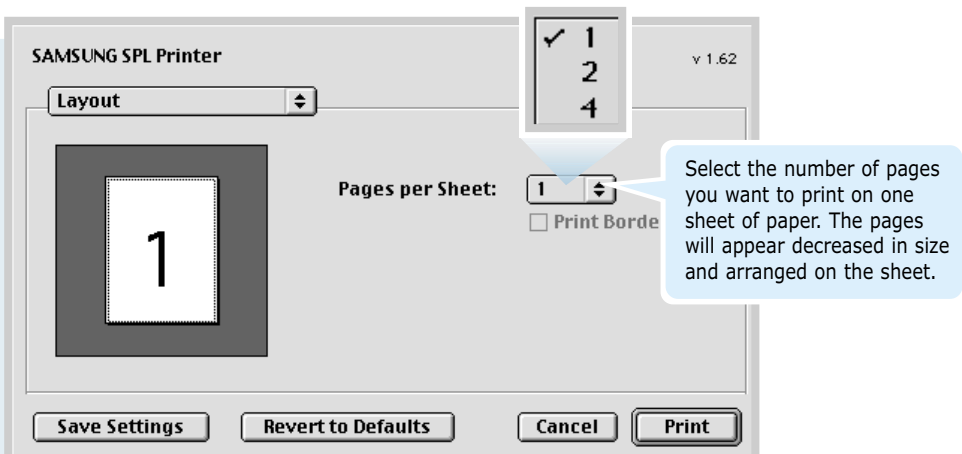 SAMSUNG SPL Printer
v 1.62
✓ 1
2
4
Layout
1
Pages per Sheet:
1
Print Borde
Select the number of pages
you want to print on one
sheet of paper. The pages
will appear decreased in size
and arranged on the sheet.
Save Settings
Revert to Defaults
Cancel
Print